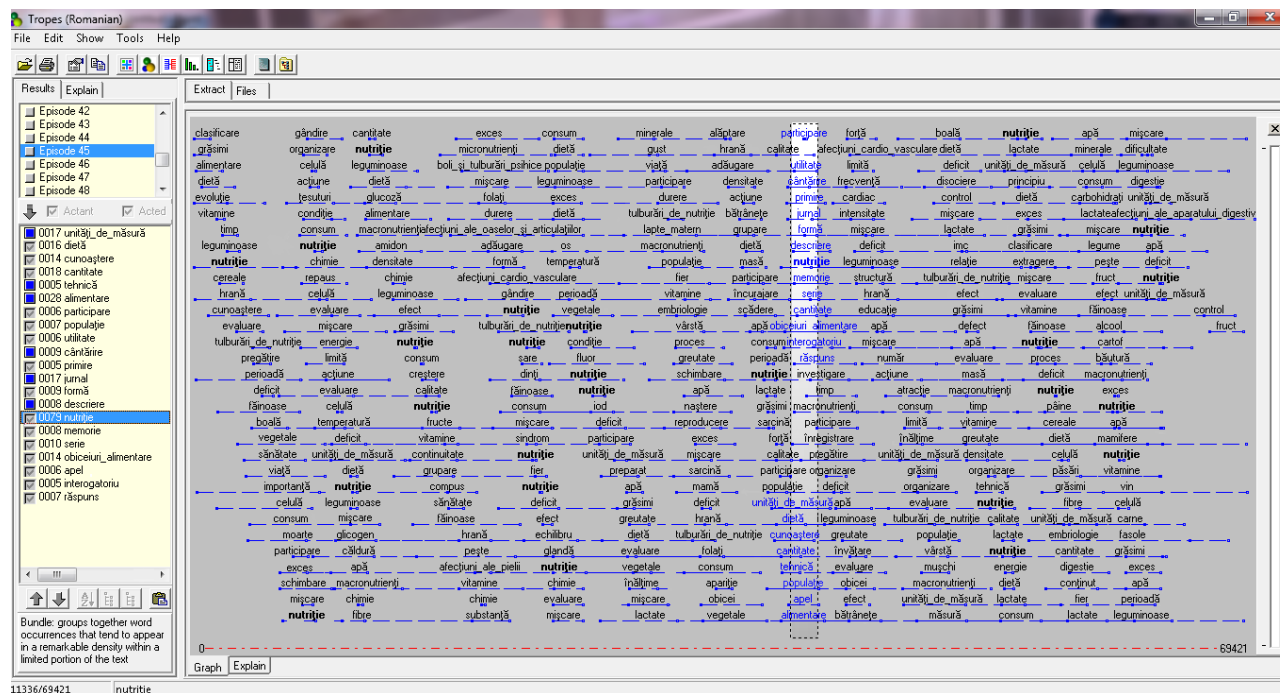 Tropes (Romanian)
File Edit Show Tools Help
Results Explain
Extract Files
Episode 42
Episode 43
Episode 44
Episode 45
Episode 46
Episode 47
Episode 48
Actant Acted
0017 unități_de_măsură
0016 dietă
0014 cunoaștere
0018 cantitate
0005 tehnică
0028 alimentare
0006 participare
0007 populație
0006 utilitate
0009 cântărire
0005 primire
0017 jurnal
0009 formă
0008 descriere
0079 nutriție
0008 memorie
0010 serie
0014 obiceiuri_alimentare
0006 apel
0005 interogatoriu
0007 răspuns
Bundle: groups together word
occurrences that tend to appear
in a remarkable density within a
limited portion of the text
clasificare gândire cantitate exces consum minerale alăptare participare forță boală nutriție apă mișcare
grăsimi organizare nutriție micronutrienți dietă gust hrană calitate afecțiuni_cardio_vasculare dietă lactate minerale dificultate
alimentare celulă leguminoase boli_și_tulburări_psihice populație viață adăugare utilitate limită deficit unități_de_măsură celulă leguminoase
dietă acțiune dietă mișcare leguminoase participare densitate cântărire frecvență disociere principiu consum digestie
evoluție țesuturi glucoză folați exces durere acțiune primire cardiac control dietă carbohidrați unități_de_măsură
vitamine condiție alimentare durere dietă tulburări_de_nutriție bătrânețe jurnal intensitate mișcare exces lactate afecțiuni_ale_aparatului_digestiv
timp consum macronutrienți afecțiuni_ale_oaselor_și_articulațiilor lapte_matern grupare formă mișcare lactate grăsimi mișcare nutriție
leguminoase nutriție amidon adăugare os macronutrienți dietă descriere deficit imc clasificare legume apă
nutriție chimie densitate formă temperatură populație masă nutriție leguminoase relație extragere pește deficit
cereale repaus chimie afecțiuni_cardio_vasculare fier participare memorie structură tulburări_de_nutriție mișcare fruct nutriție
hrană celulă leguminoase gândire perioadă vitamine încurajare serie hrană efect evaluare efect unități_de_măsură
cunoaștere evaluare efect nutriție vegetale embriologie scădere cantitate educație grăsimi vitamine făinoase control
evaluare mișcare grăsimi tulburări_de_nutriție nutriție vârstă apă obiceiuri_alimentare apă defect făinoase alcool fruct
tulburări_de_nutriție energie nutriție nutriție condiție proces consum interogatoriu mișcare apă nutriție cartof
pregătire limită consum sare fluor greutate perioadă răspuns număr evaluare proces băutură
perioadă acțiune creștere dinți nutriție schimbare nutriție investigare acțiune masă deficit macronutrienți
deficit evaluare calitate făinoase nutriție apă lactate timp atracție macronutrienți nutriție exces
făinoase celulă nutriție consum iod naștere grăsimi macronutrienți consum timp pâine nutriție
boală temperatură fructe mișcare deficit reproducere sarcină participare limită vitamine cereale apă
vegetale deficit vitamine sindrom participare exces forță înregistrare înălțime greutate dietă mamifere
sănătate unități_de_măsură continuitate nutriție unități_de_măsură mișcare calitate pregătire unități_de_măsură densitate celulă nutriție
viață dietă grupare fier preparat sarcină participare organizare grăsimi organizare păsări vitamine
importanță nutriție compus nutriție apă mamă populație deficit organizare tehnică grăsimi vin
celulă leguminoase sănătate deficit grăsimi deficit unități_de_măsură apă evaluare nutriție fibre celulă
consum mișcare făinoase efect greutate hrană dietă leguminoase tulburări_de_nutriție calitate unități_de_măsură carne
moarte glicogen hrană echilibru dietă tulburări_de_nutriție cunoaștere greutate populație lactate embriologie fasole
participare căldură pește glandă evaluare folați cantitate învățare vârstă nutriție cantitate grăsimi
exces apă afecțiuni_ale_pielii nutriție vegetale consum tehnică evaluare mușchi energie digestie exces
schimbare macronutrienți vitamine chimie înălțime apariție populație obicei macronutrienți dietă conținut apă
mișcare chimie chimie evaluare mișcare obicei apel efect unități_de_măsură lactate fier perioadă
nutriție fibre substanță mișcare lactate vegetale alimentare bătrânețe măsură consum lactate leguminoase
0 69421
Graph Explain
11336/69421 nutritie